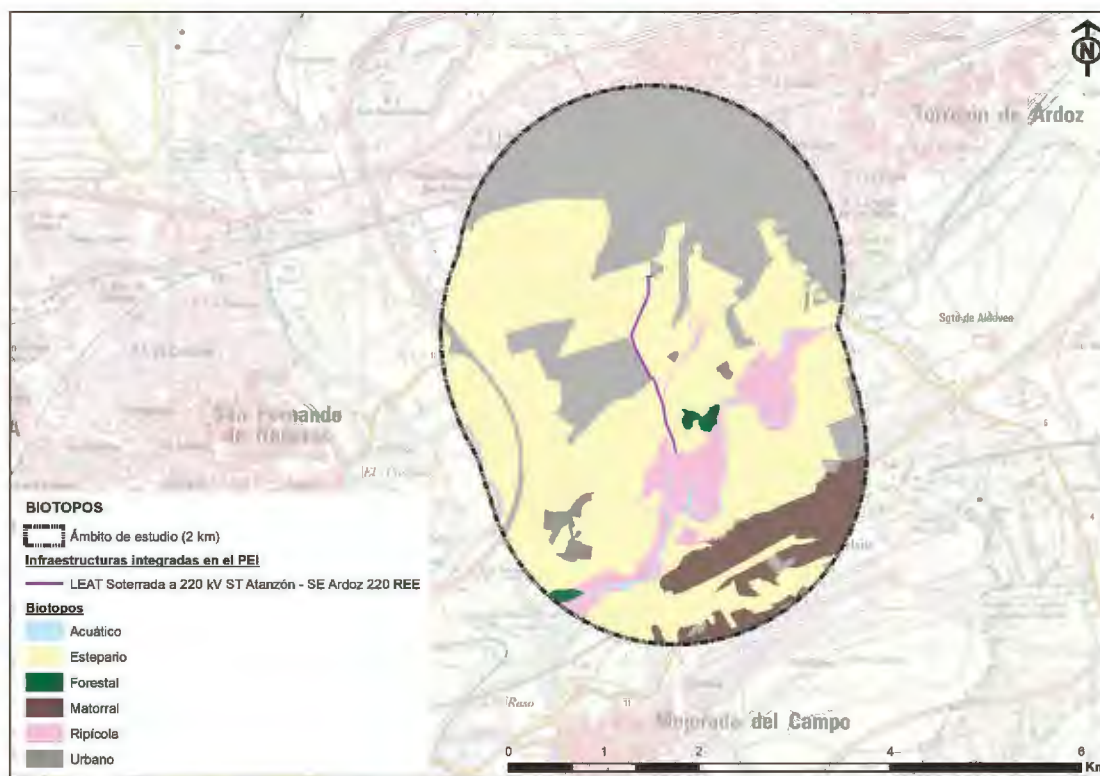 N
Torrejón de Ardoz
Sgto de Aldovea
San Fernando
de Henares
Raso
Mejorada del Campo
BIOTOPOS
Ámbito de estudio (2 km)
Infraestructuras integradas en el PEI
LEAT Soterrada a 220 kV ST Atanzón - SE Ardoz 220 REE
Biotopos
Acuático
Estepario
Forestal
Matorral
Ripícola
Urbano
0 1 2 4 6
Km